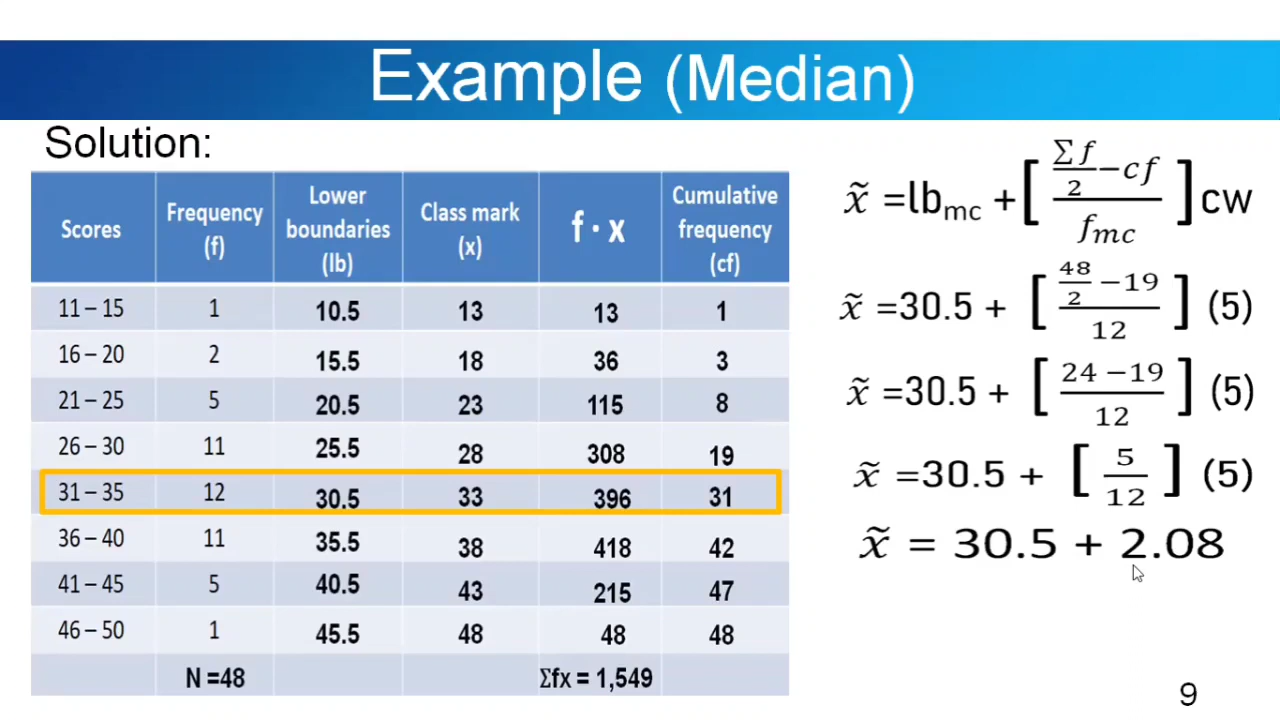 Example (Median)
Solution:
Scores Frequency (f) Lower boundaries (lb) Class mark (x) f · x Cumulative frequency (cf)
11 – 15 1 10.5 13 13 1
16 – 20 2 15.5 18 36 3
21 – 25 5 20.5 23 115 8
26 – 30 11 25.5 28 308 19
31 – 35 12 30.5 33 396 31
36 – 40 11 35.5 38 418 42
41 – 45 5 40.5 43 215 47
46 – 50 1 45.5 48 48 48
N =48 Σfx = 1,549
x̃ =lbmc + [ (Σf/2 − cf) / fmc ] cw
x̃ =30.5 + [ (48/2 − 19) / 12 ] (5)
x̃ =30.5 + [ (24 − 19) / 12 ] (5)
x̃ =30.5 + [ 5/12 ] (5)
x̃ = 30.5 + 2.08
9